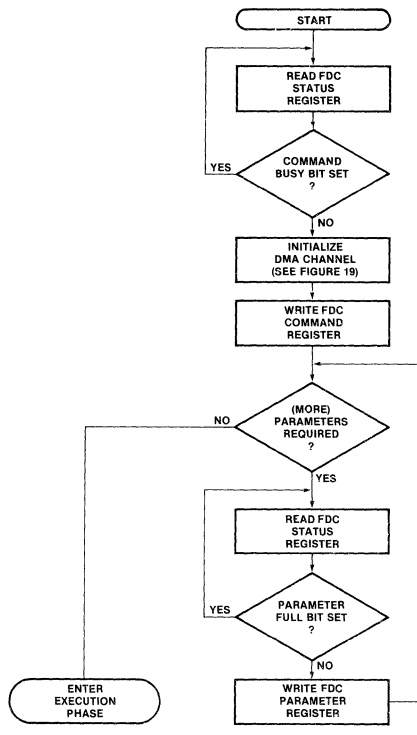 START
READ FDC
STATUS
REGISTER
COMMAND
BUSY BIT SET
?
YES
NO
INITIALIZE
DMA CHANNEL
(SEE FIGURE 19)
WRITE FDC
COMMAND
REGISTER
(MORE)
PARAMETERS
REQUIRED
?
NO
YES
READ FDC
STATUS
REGISTER
PARAMETER
FULL BIT SET
?
YES
NO
ENTER
EXECUTION
PHASE
WRITE FDC
PARAMETER
REGISTER